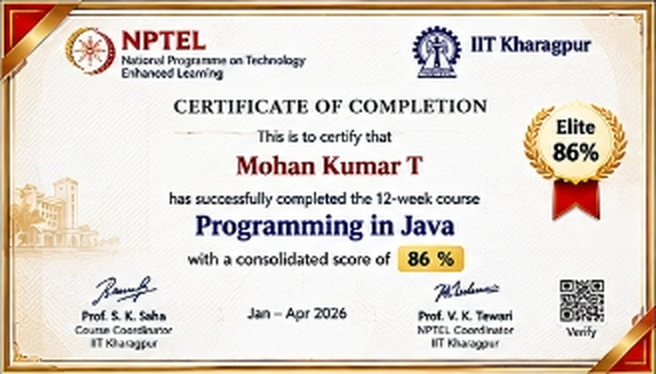 NPTEL
National Programme on Technology
Enhanced Learning
IIT Kharagpur
CERTIFICATE OF COMPLETION
This is to certify that
Mohan Kumar T
has successfully completed the 12-week course
Programming in Java
with a consolidated score of 86 %
Elite
86%
Prof. S. K. Saha
Course Coordinator
IIT Kharagpur
Jan – Apr 2026
Prof. V. K. Tewari
NPTEL Coordinator
IIT Kharagpur
Verify